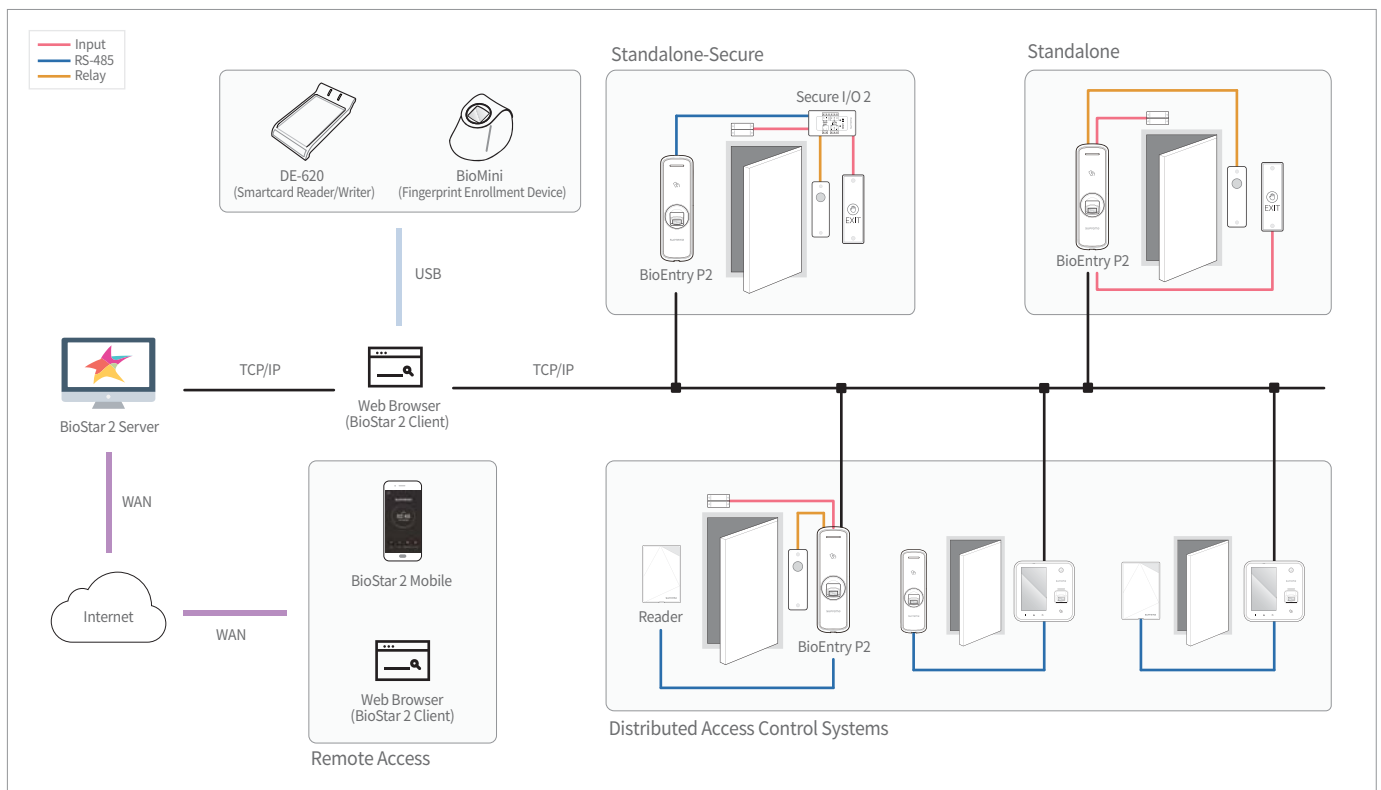 Input
RS-485
Relay
DE-620
(Smartcard Reader/Writer)
BioMini
(Fingerprint Enrollment Device)
USB
Standalone-Secure
Secure I/O 2
EXIT
BioEntry P2
Standalone
EXIT
BioEntry P2
BioStar 2 Server
TCP/IP
Web Browser
(BioStar 2 Client)
TCP/IP
WAN
Internet
WAN
BioStar 2 Mobile
Web Browser
(BioStar 2 Client)
Remote Access
Reader
BioEntry P2
Distributed Access Control Systems